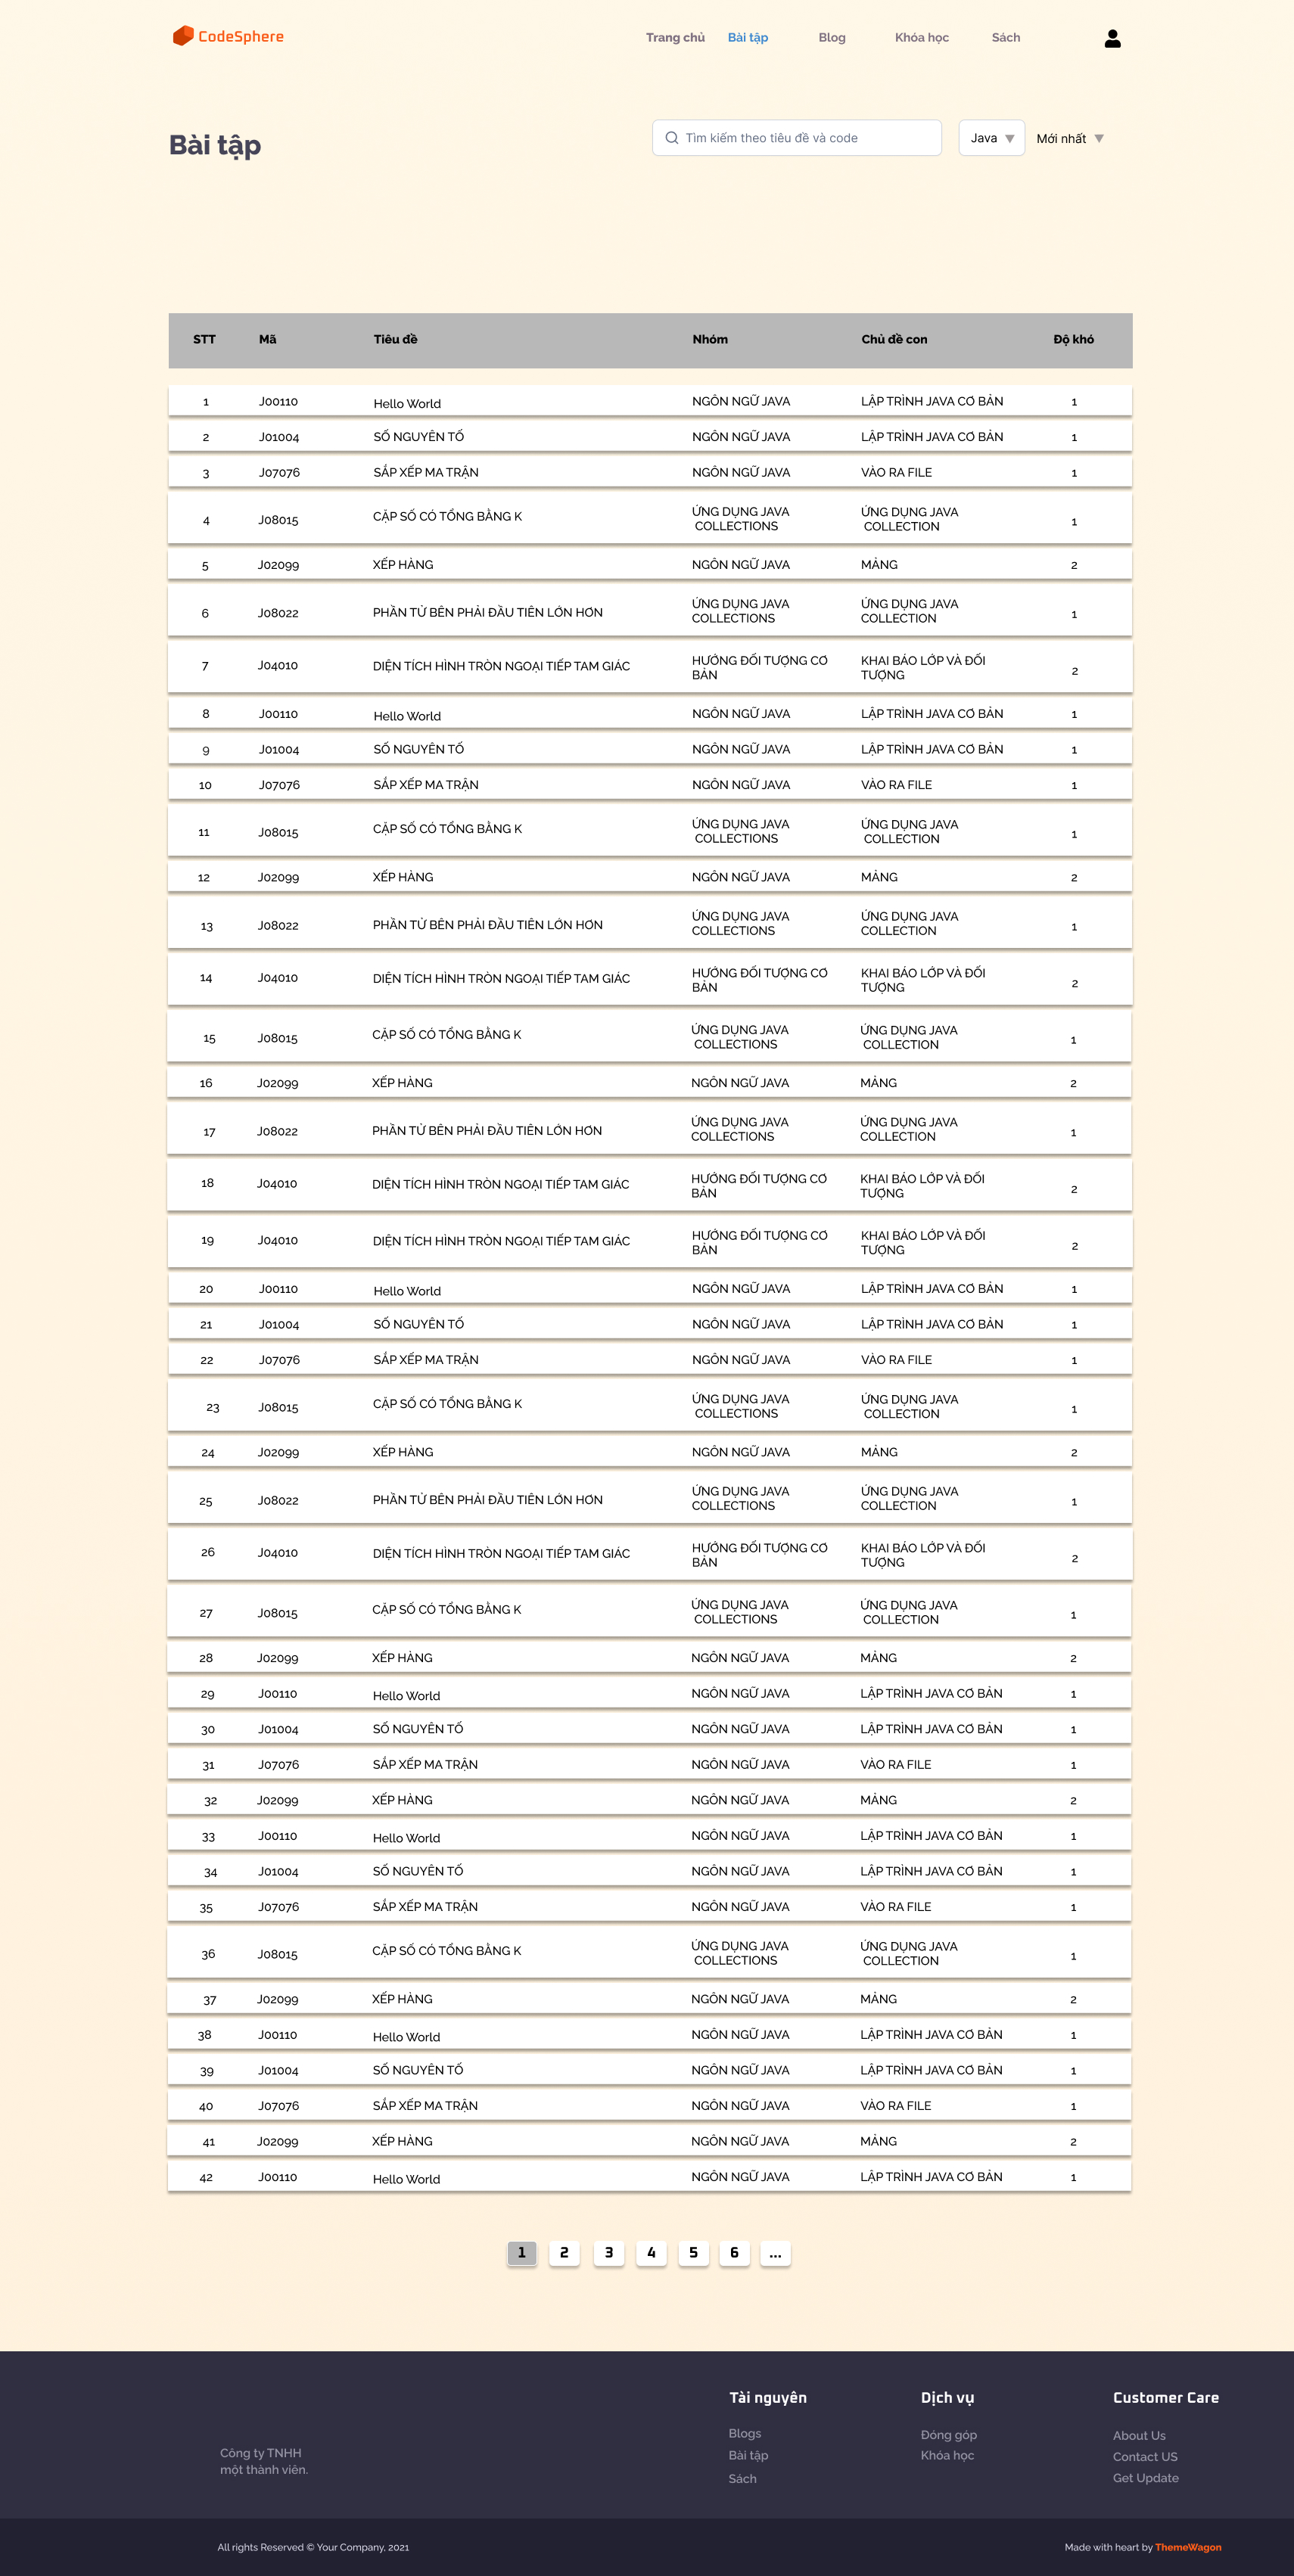 CodeSphere
Trang chủ Bài tập Blog Khóa học Sách
Bài tập
Tìm kiếm theo tiêu đề và code Java Mới nhất
STT Mã Tiêu đề Nhóm Chủ đề con Độ khó
1 J00110 Hello World NGÔN NGỮ JAVA LẬP TRÌNH JAVA CƠ BẢN 1
2 J01004 SỐ NGUYÊN TỐ NGÔN NGỮ JAVA LẬP TRÌNH JAVA CƠ BẢN 1
3 J07076 SẮP XẾP MA TRẬN NGÔN NGỮ JAVA VÀO RA FILE 1
4 J08015 CẶP SỐ CÓ TỔNG BẰNG K ỨNG DỤNG JAVA ỨNG DỤNG JAVA 1
COLLECTIONS COLLECTION
5 J02099 XẾP HÀNG NGÔN NGỮ JAVA MẢNG 2
6 J08022 PHẦN TỬ BÊN PHẢI ĐẦU TIÊN LỚN HƠN ỨNG DỤNG JAVA ỨNG DỤNG JAVA 1
COLLECTIONS COLLECTION
7 J04010 DIỆN TÍCH HÌNH TRÒN NGOẠI TIẾP TAM GIÁC HƯỚNG ĐỐI TƯỢNG CƠ KHAI BÁO LỚP VÀ ĐỐI 2
BẢN TƯỢNG
8 J00110 Hello World NGÔN NGỮ JAVA LẬP TRÌNH JAVA CƠ BẢN 1
9 J01004 SỐ NGUYÊN TỐ NGÔN NGỮ JAVA LẬP TRÌNH JAVA CƠ BẢN 1
10 J07076 SẮP XẾP MA TRẬN NGÔN NGỮ JAVA VÀO RA FILE 1
11 J08015 CẶP SỐ CÓ TỔNG BẰNG K ỨNG DỤNG JAVA ỨNG DỤNG JAVA 1
COLLECTIONS COLLECTION
12 J02099 XẾP HÀNG NGÔN NGỮ JAVA MẢNG 2
13 J08022 PHẦN TỬ BÊN PHẢI ĐẦU TIÊN LỚN HƠN ỨNG DỤNG JAVA ỨNG DỤNG JAVA 1
COLLECTIONS COLLECTION
14 J04010 DIỆN TÍCH HÌNH TRÒN NGOẠI TIẾP TAM GIÁC HƯỚNG ĐỐI TƯỢNG CƠ KHAI BÁO LỚP VÀ ĐỐI 2
BẢN TƯỢNG
15 J08015 CẶP SỐ CÓ TỔNG BẰNG K ỨNG DỤNG JAVA ỨNG DỤNG JAVA 1
COLLECTIONS COLLECTION
16 J02099 XẾP HÀNG NGÔN NGỮ JAVA MẢNG 2
17 J08022 PHẦN TỬ BÊN PHẢI ĐẦU TIÊN LỚN HƠN ỨNG DỤNG JAVA ỨNG DỤNG JAVA 1
COLLECTIONS COLLECTION
18 J04010 DIỆN TÍCH HÌNH TRÒN NGOẠI TIẾP TAM GIÁC HƯỚNG ĐỐI TƯỢNG CƠ KHAI BÁO LỚP VÀ ĐỐI 2
BẢN TƯỢNG
19 J04010 DIỆN TÍCH HÌNH TRÒN NGOẠI TIẾP TAM GIÁC HƯỚNG ĐỐI TƯỢNG CƠ KHAI BÁO LỚP VÀ ĐỐI 2
BẢN TƯỢNG
20 J00110 Hello World NGÔN NGỮ JAVA LẬP TRÌNH JAVA CƠ BẢN 1
21 J01004 SỐ NGUYÊN TỐ NGÔN NGỮ JAVA LẬP TRÌNH JAVA CƠ BẢN 1
22 J07076 SẮP XẾP MA TRẬN NGÔN NGỮ JAVA VÀO RA FILE 1
23 J08015 CẶP SỐ CÓ TỔNG BẰNG K ỨNG DỤNG JAVA ỨNG DỤNG JAVA 1
COLLECTIONS COLLECTION
24 J02099 XẾP HÀNG NGÔN NGỮ JAVA MẢNG 2
25 J08022 PHẦN TỬ BÊN PHẢI ĐẦU TIÊN LỚN HƠN ỨNG DỤNG JAVA ỨNG DỤNG JAVA 1
COLLECTIONS COLLECTION
26 J04010 DIỆN TÍCH HÌNH TRÒN NGOẠI TIẾP TAM GIÁC HƯỚNG ĐỐI TƯỢNG CƠ KHAI BÁO LỚP VÀ ĐỐI 2
BẢN TƯỢNG
27 J08015 CẶP SỐ CÓ TỔNG BẰNG K ỨNG DỤNG JAVA ỨNG DỤNG JAVA 1
COLLECTIONS COLLECTION
28 J02099 XẾP HÀNG NGÔN NGỮ JAVA MẢNG 2
29 J00110 Hello World NGÔN NGỮ JAVA LẬP TRÌNH JAVA CƠ BẢN 1
30 J01004 SỐ NGUYÊN TỐ NGÔN NGỮ JAVA LẬP TRÌNH JAVA CƠ BẢN 1
31 J07076 SẮP XẾP MA TRẬN NGÔN NGỮ JAVA VÀO RA FILE 1
32 J02099 XẾP HÀNG NGÔN NGỮ JAVA MẢNG 2
33 J00110 Hello World NGÔN NGỮ JAVA LẬP TRÌNH JAVA CƠ BẢN 1
34 J01004 SỐ NGUYÊN TỐ NGÔN NGỮ JAVA LẬP TRÌNH JAVA CƠ BẢN 1
35 J07076 SẮP XẾP MA TRẬN NGÔN NGỮ JAVA VÀO RA FILE 1
36 J08015 CẶP SỐ CÓ TỔNG BẰNG K ỨNG DỤNG JAVA ỨNG DỤNG JAVA 1
COLLECTIONS COLLECTION
37 J02099 XẾP HÀNG NGÔN NGỮ JAVA MẢNG 2
38 J00110 Hello World NGÔN NGỮ JAVA LẬP TRÌNH JAVA CƠ BẢN 1
39 J01004 SỐ NGUYÊN TỐ NGÔN NGỮ JAVA LẬP TRÌNH JAVA CƠ BẢN 1
40 J07076 SẮP XẾP MA TRẬN NGÔN NGỮ JAVA VÀO RA FILE 1
41 J02099 XẾP HÀNG NGÔN NGỮ JAVA MẢNG 2
42 J00110 Hello World NGÔN NGỮ JAVA LẬP TRÌNH JAVA CƠ BẢN 1
1 2 3 4 5 6 ...
Công ty TNHH
một thành viên.
Tài nguyên
Blogs
Bài tập
Sách
Dịch vụ
Đóng góp
Khóa học
Customer Care
About Us
Contact US
Get Update
All rights Reserved © Your Company, 2021
Made with heart by ThemeWagon